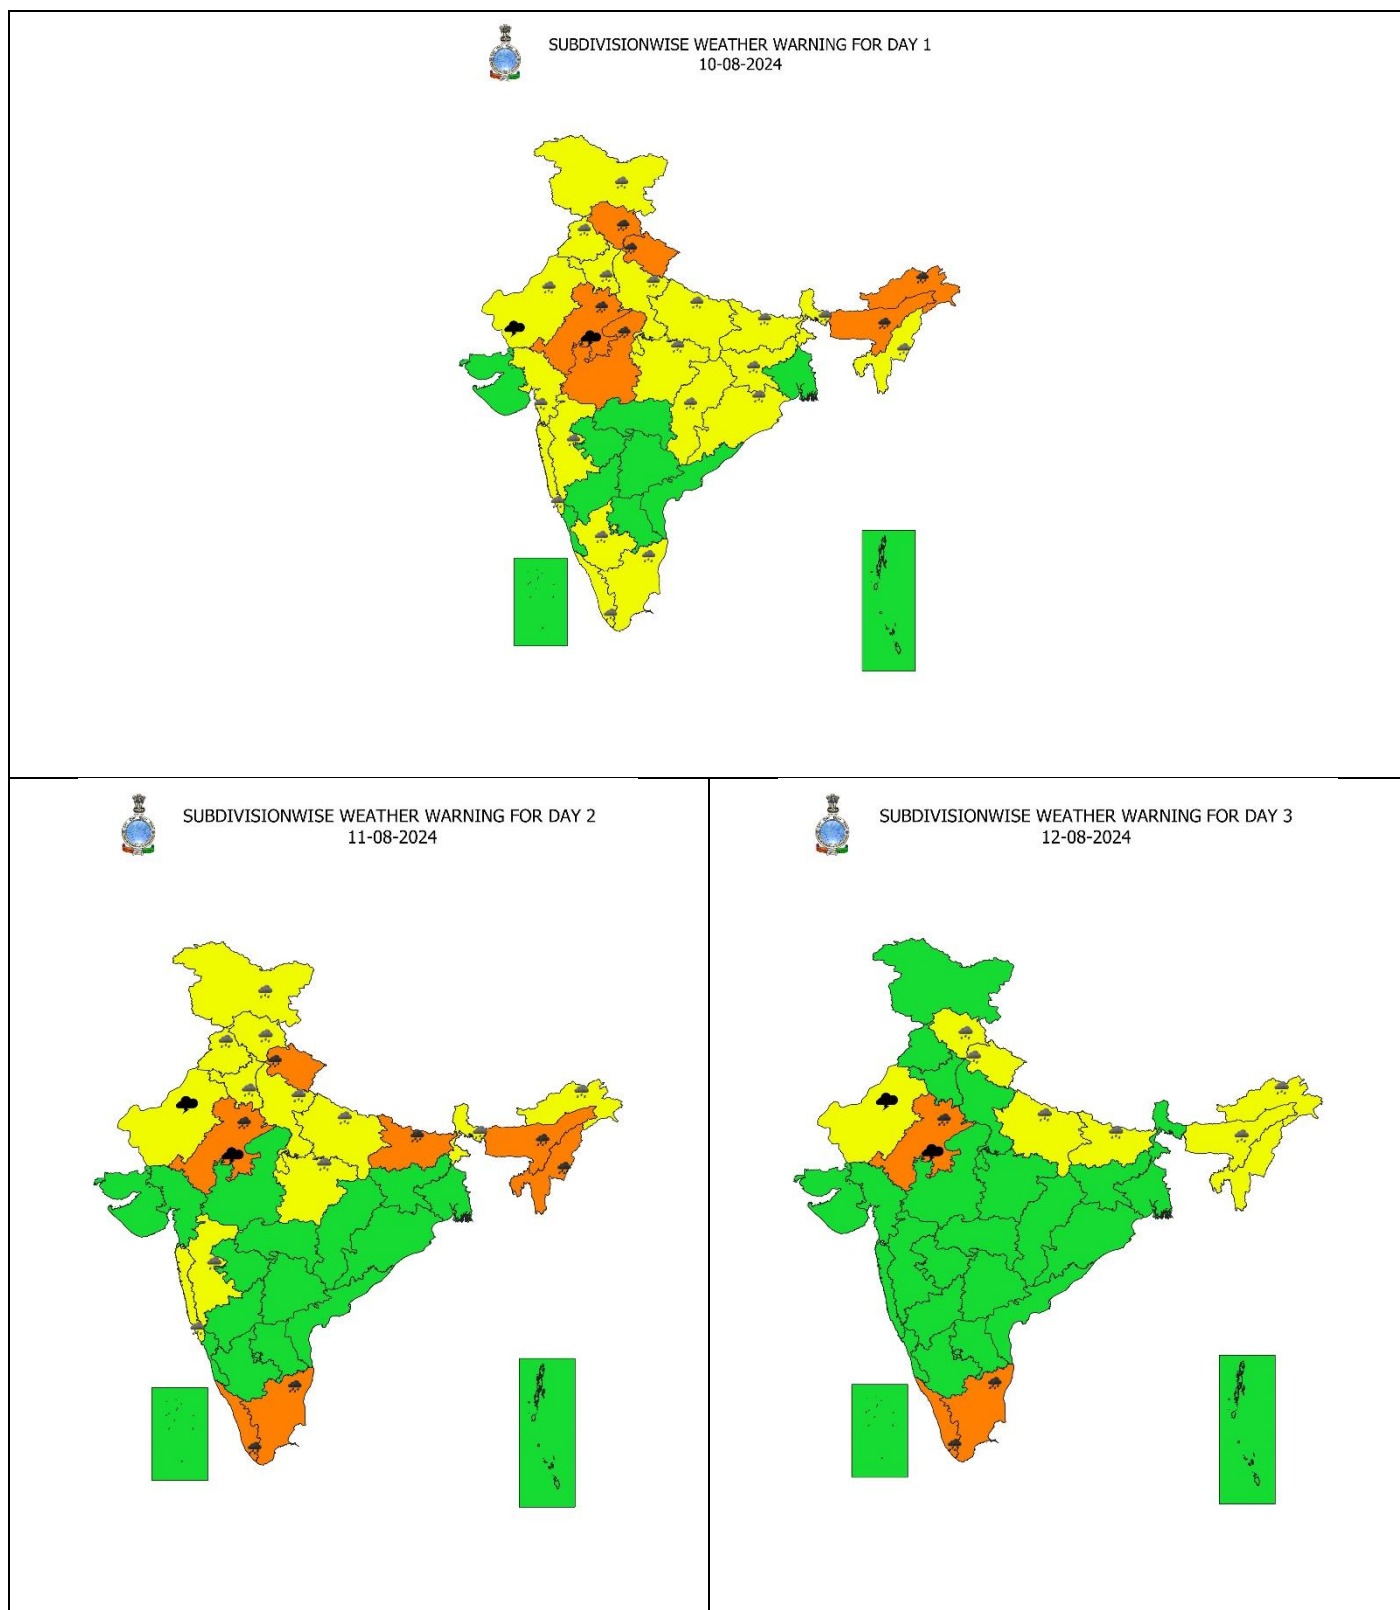 SUBDIVISIONWISE WEATHER WARNING FOR DAY 1
10-08-2024
SUBDIVISIONWISE WEATHER WARNING FOR DAY 2
11-08-2024
SUBDIVISIONWISE WEATHER WARNING FOR DAY 3
12-08-2024